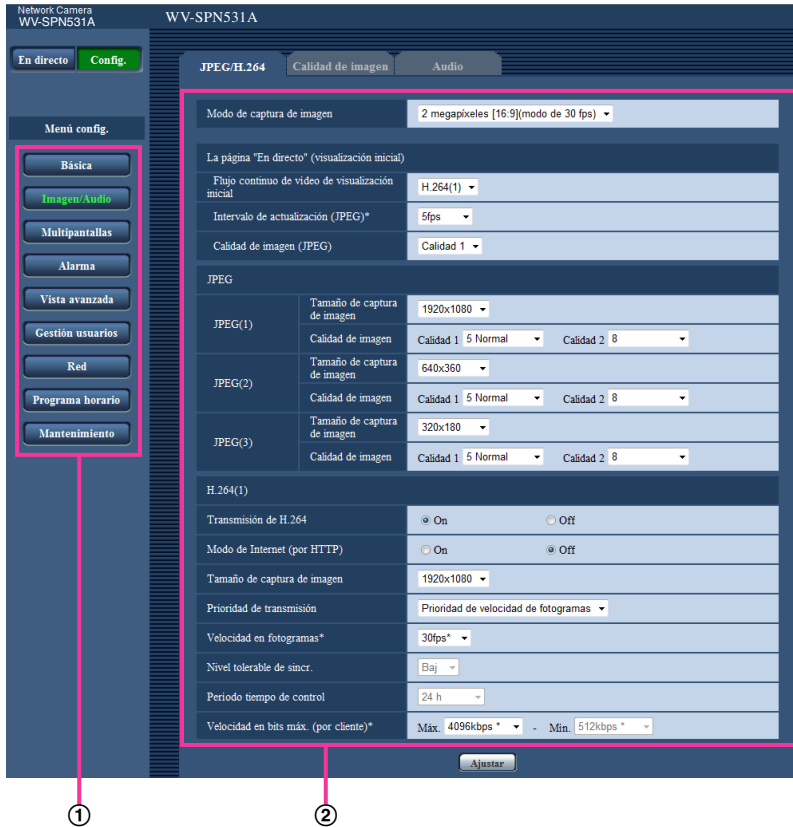 Network Camera
WV-SPN531A
WV-SPN531A
En directo
Config.
JPEG/H.264
Calidad de imagen
Audio
Menú config.
Básica
Imagen/Audio
Multipantallas
Alarma
Vista avanzada
Gestión usuarios
Red
Programa horario
Mantenimiento
Modo de captura de imagen
2 megapíxeles [16:9](modo de 30 fps)
La página "En directo" (visualización inicial)
Flujo continuo de video de visualización
inicial
H.264(1)
Intervalo de actualización (JPEG)*
5fps
Calidad de imagen (JPEG)
Calidad 1
JPEG
JPEG(1)
Tamaño de captura
de imagen
1920x1080
Calidad de imagen
Calidad 1 5 Normal
Calidad 2 8
JPEG(2)
Tamaño de captura
de imagen
640x360
Calidad de imagen
Calidad 1 5 Normal
Calidad 2 8
JPEG(3)
Tamaño de captura
de imagen
320x180
Calidad de imagen
Calidad 1 5 Normal
Calidad 2 8
H.264(1)
Transmisión de H.264
On
Off
Modo de Internet (por HTTP)
On
Off
Tamaño de captura de imagen
1920x1080
Prioridad de transmisión
Prioridad de velocidad de fotogramas
Velocidad en fotogramas*
30fps*
Nivel tolerable de sincr.
Baj
Periodo tiempo de control
24 h
Velocidad en bits máx. (por cliente)*
Máx. 4096kbps * - Min. 512kbps *
Ajustar
①
②